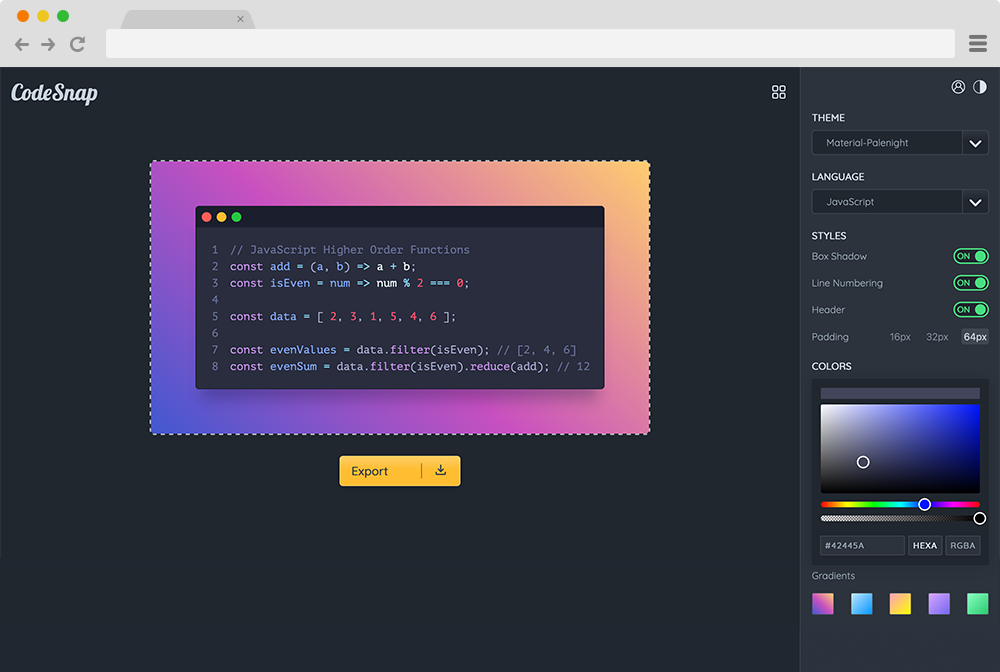 CodeSnap
1 // JavaScript Higher Order Functions
2 const add = (a, b) => a + b;
3 const isEven = num => num % 2 === 0;
4
5 const data = [ 2, 3, 1, 5, 4, 6 ];
6
7 const evenValues = data.filter(isEven); // [2, 4, 6]
8 const evenSum = data.filter(isEven).reduce(add); // 12
Export
THEME
Material-Palenight
LANGUAGE
JavaScript
STYLES
Box Shadow ON
Line Numbering ON
Header ON
Padding 16px 32px 64px
COLORS
#42445A HEXA RGBA
Gradients